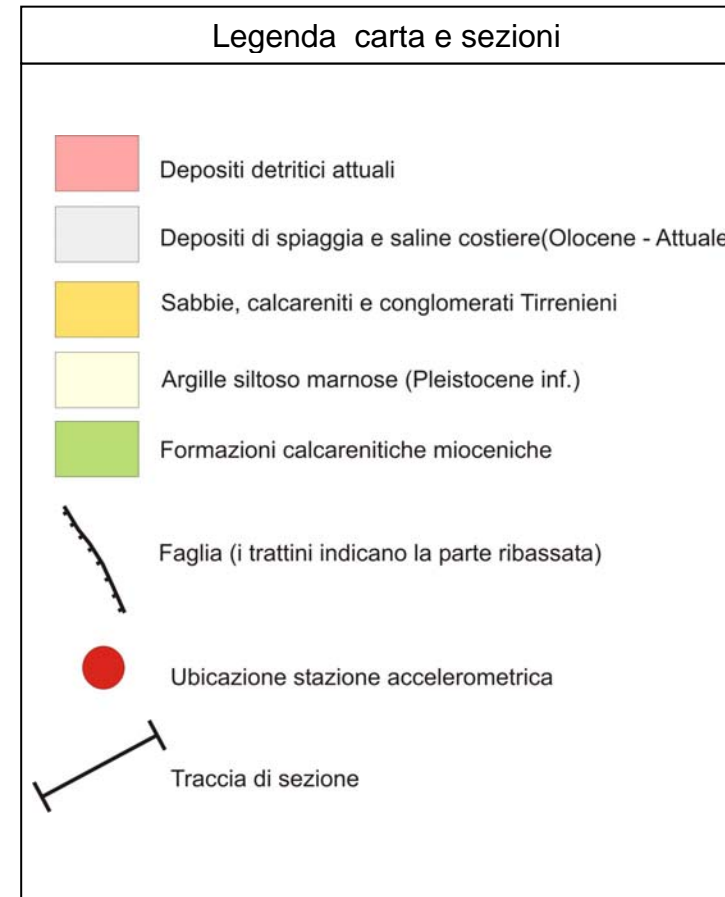 Legenda carta e sezioni
Depositi detritici attuali
Depositi di spiaggia e saline costiere(Olocene - Attuale
Sabbie, calcareniti e conglomerati Tirrenieni
Argille siltoso marnose (Pleistocene inf.)
Formazioni calcarenitiche mioceniche
Faglia (i trattini indicano la parte ribassata)
Ubicazione stazione accelerometrica
Traccia di sezione